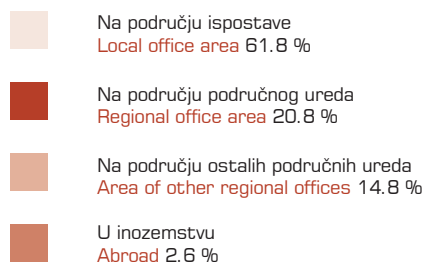 Na području ispostave
Local office area 61.8 %
Na području područnog ureda
Regional office area 20.8 %
Na području ostalih područnih ureda
Area of other regional offices 14.8 %
U inozemstvu
Abroad 2.6 %